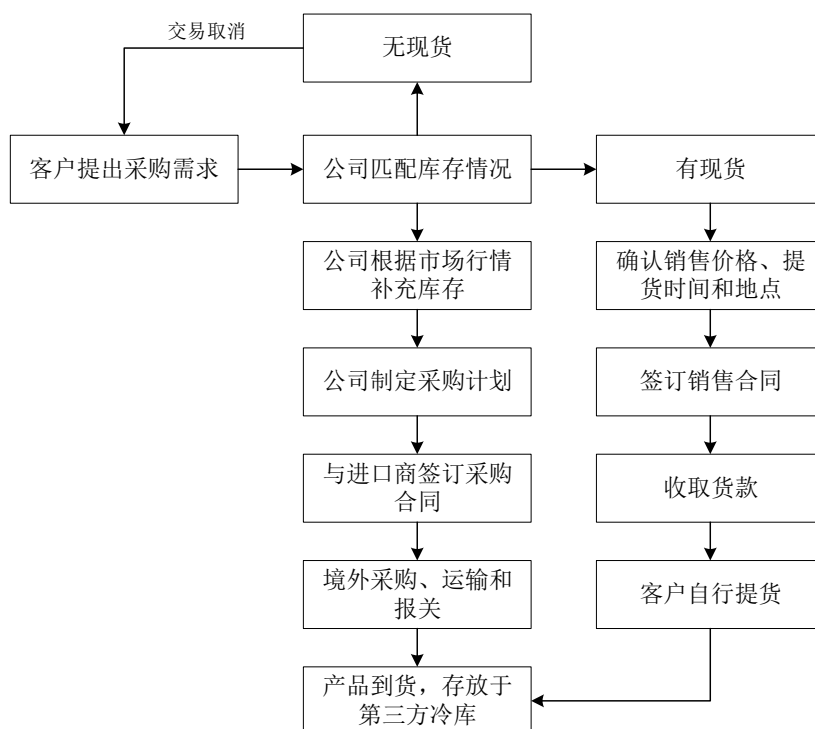 交易取消
无现货
客户提出采购需求
公司匹配库存情况
有现货
公司根据市场行情
补充库存
确认销售价格、提
货时间和地点
公司制定采购计划
签订销售合同
与进口商签订采购
合同
收取货款
境外采购、运输和
报关
客户自行提货
产品到货，存放于
第三方冷库